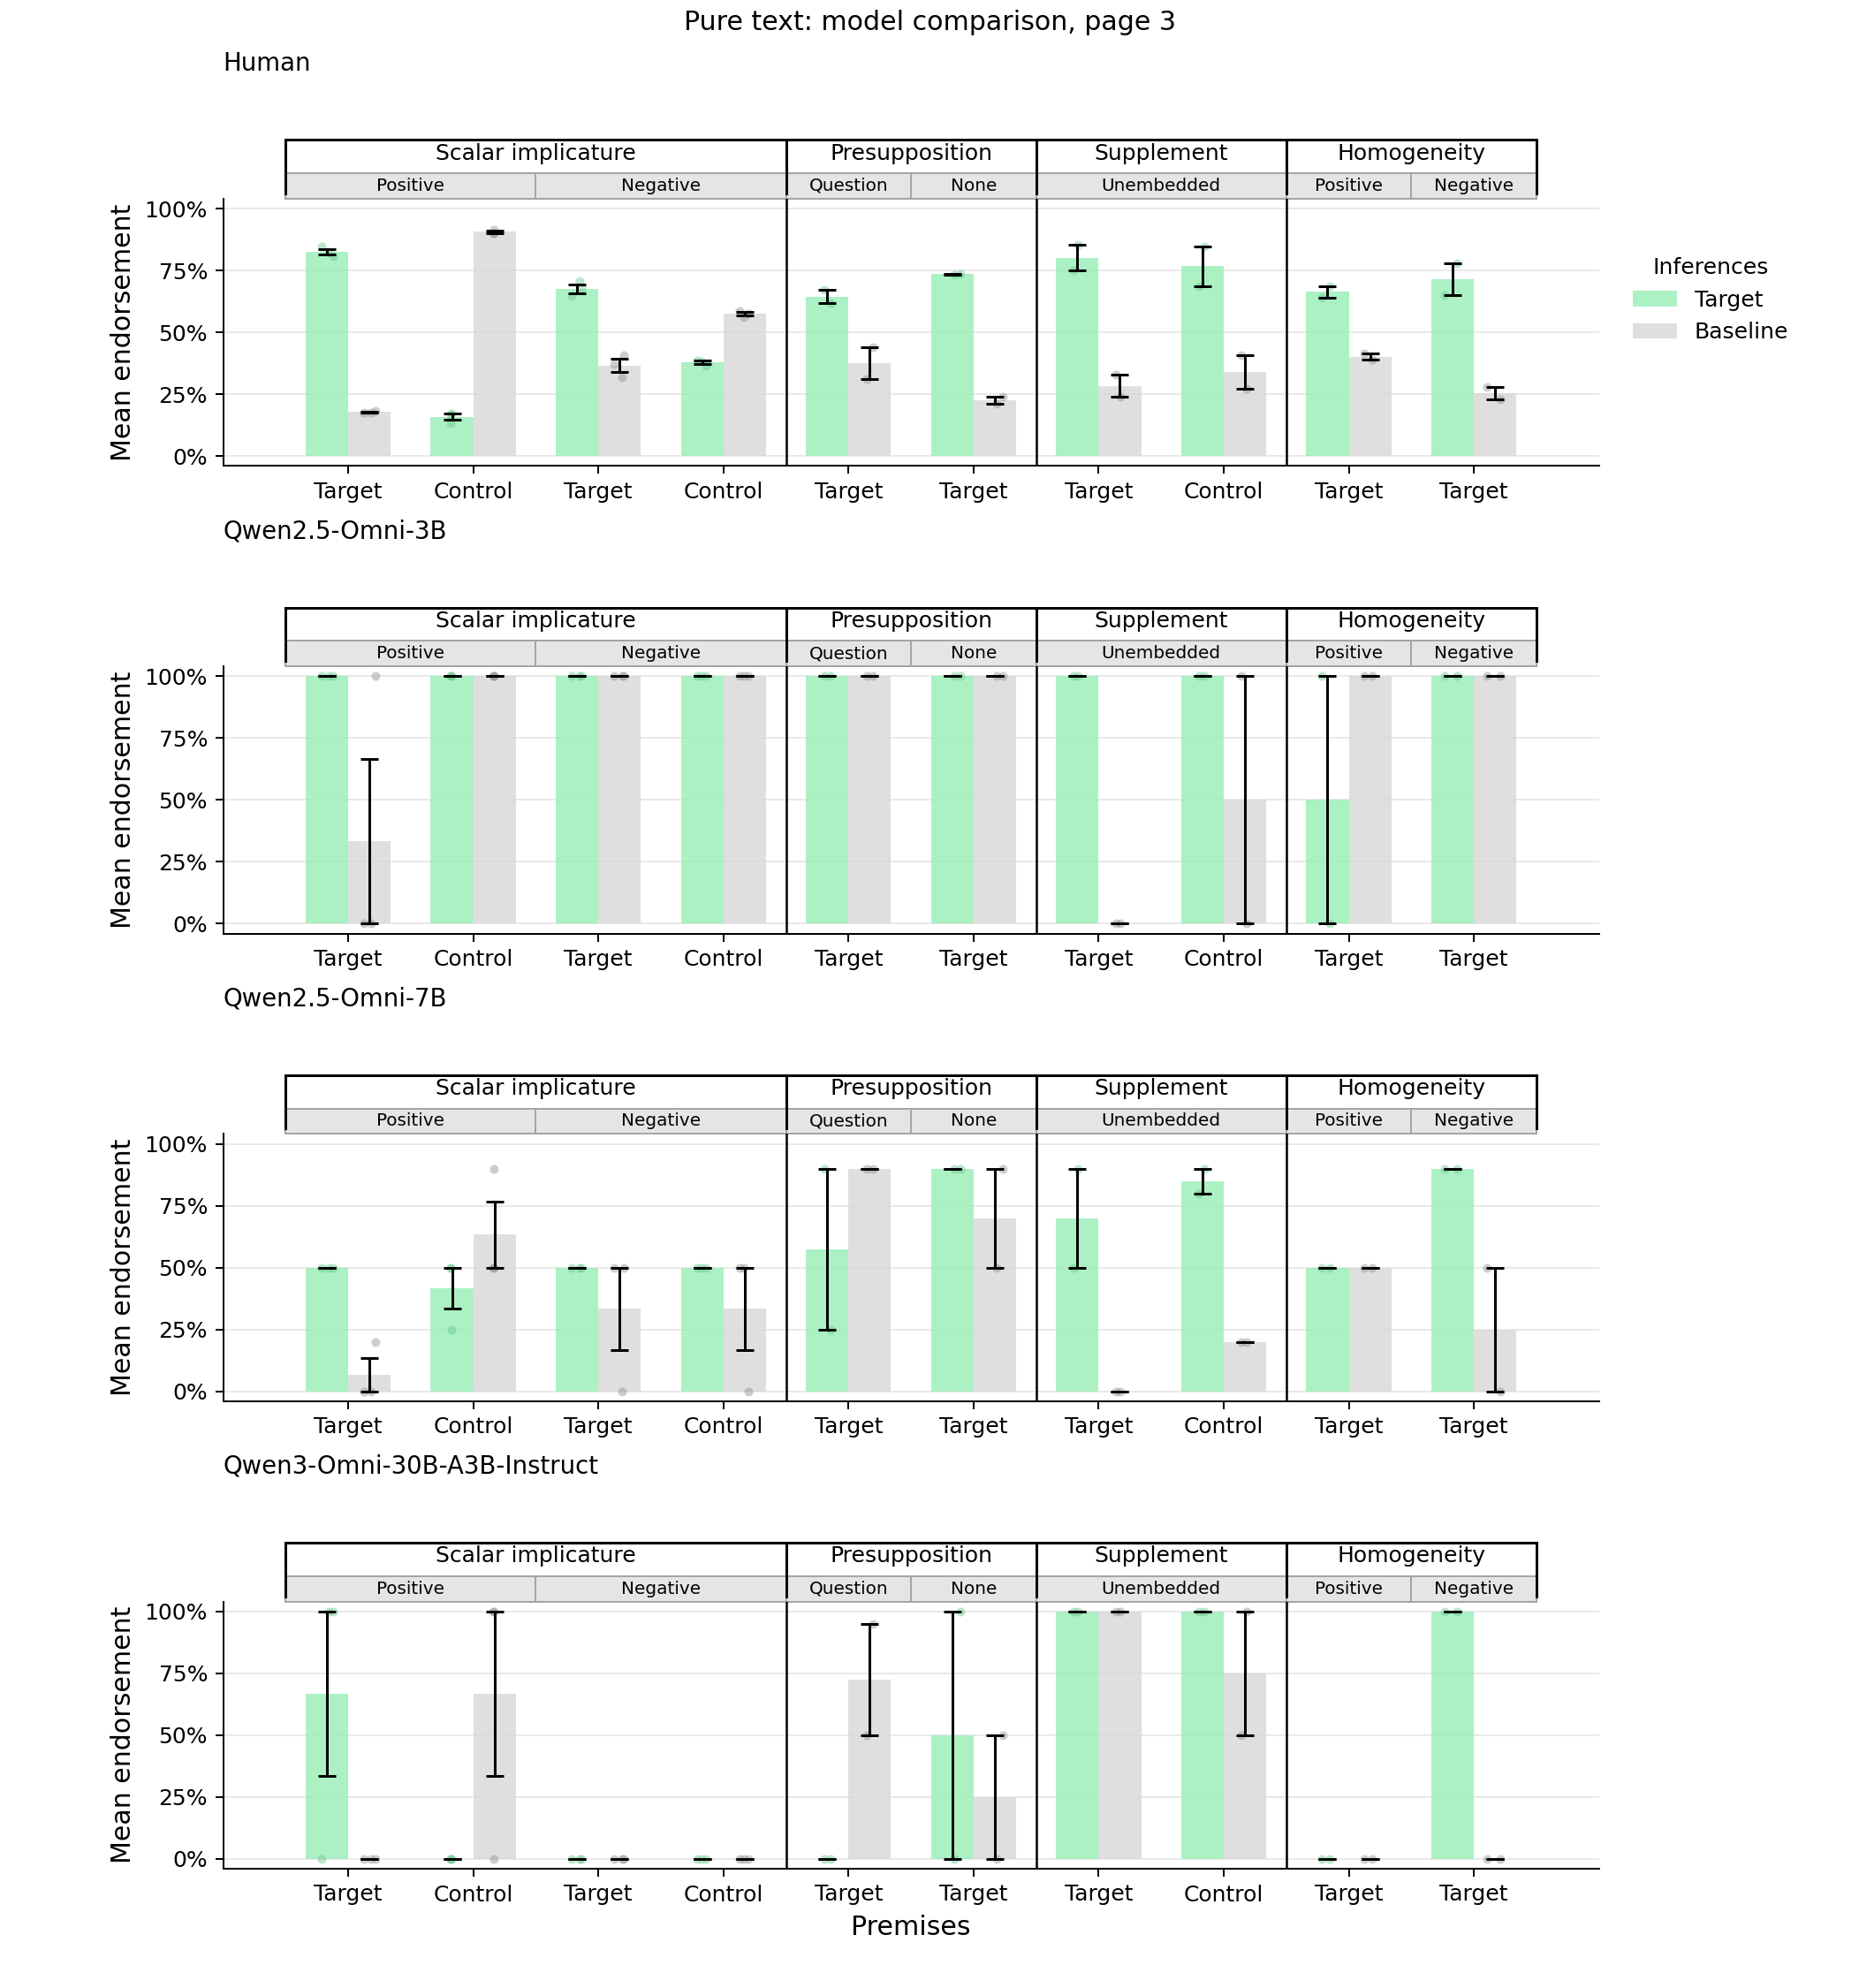 Pure text: model comparison, page 3
Human
Scalar implicature Presupposition Supplement Homogeneity
Positive Negative Question None Unembedded Positive Negative
100%
75%
50%
25%
0%
Mean endorsement
Target Control Target Control Target Target Target Control Target Target
Inferences
Target
Baseline
Qwen2.5-Omni-3B
Scalar implicature Presupposition Supplement Homogeneity
Positive Negative Question None Unembedded Positive Negative
100%
75%
50%
25%
0%
Mean endorsement
Target Control Target Control Target Target Target Control Target Target
Qwen2.5-Omni-7B
Scalar implicature Presupposition Supplement Homogeneity
Positive Negative Question None Unembedded Positive Negative
100%
75%
50%
25%
0%
Mean endorsement
Target Control Target Control Target Target Target Control Target Target
Qwen3-Omni-30B-A3B-Instruct
Scalar implicature Presupposition Supplement Homogeneity
Positive Negative Question None Unembedded Positive Negative
100%
75%
50%
25%
0%
Mean endorsement
Target Control Target Control Target Target Target Control Target Target
Premises